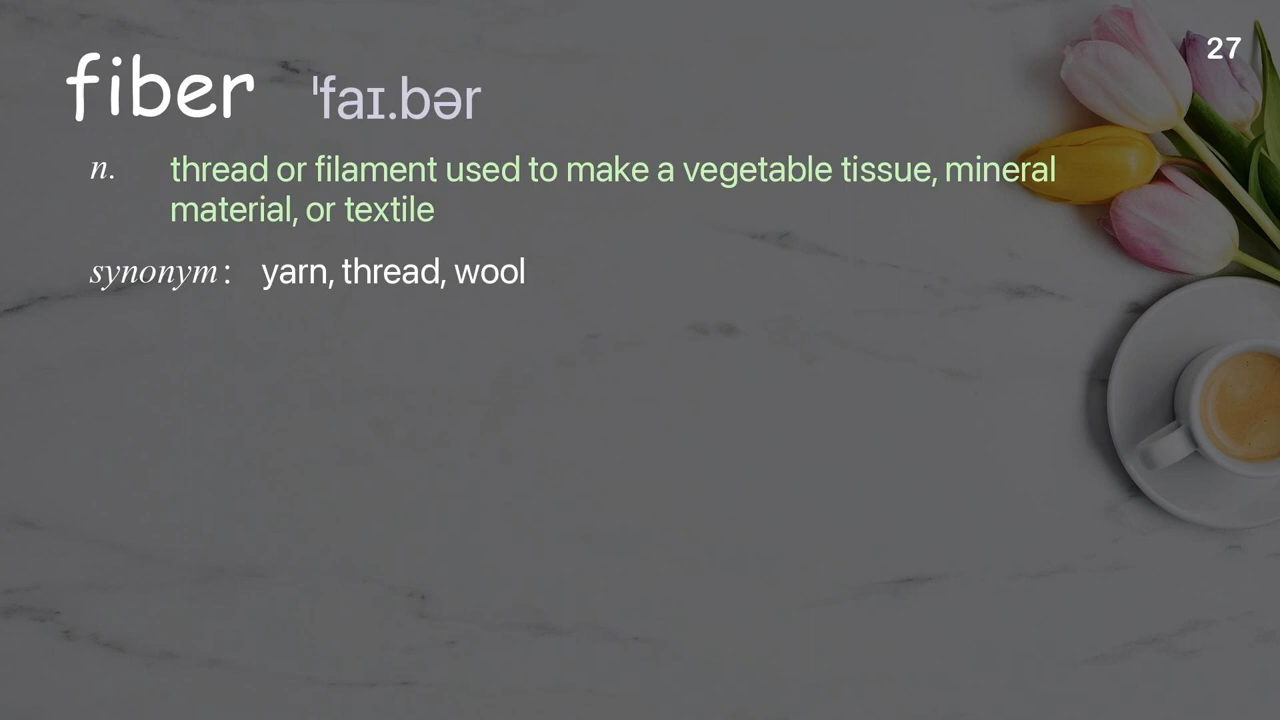 27
fiber ˈfaɪ.bər
n. thread or filament used to make a vegetable tissue, mineral
material, or textile
synonym: yarn, thread, wool